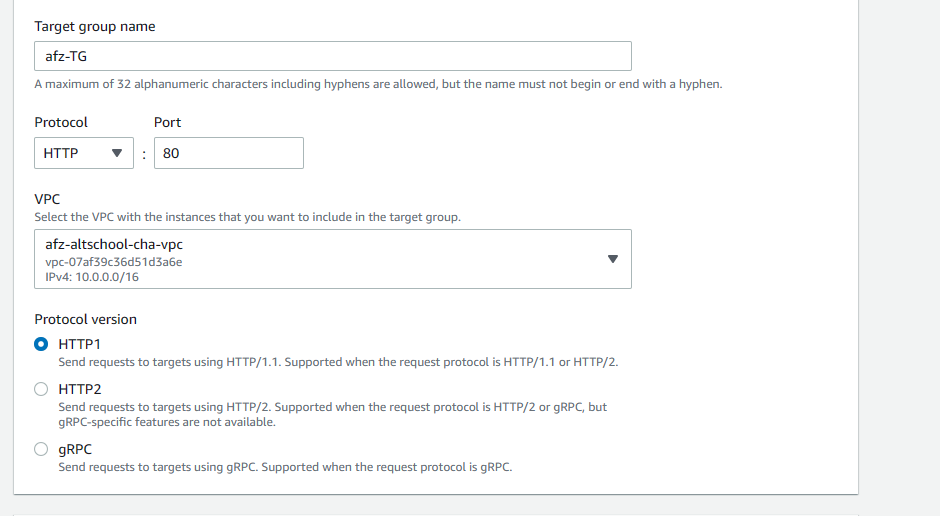 Target group name
afz-TG
A maximum of 32 alphanumeric characters including hyphens are allowed, but the name must not begin or end with a hyphen.
Protocol Port
HTTP : 80
VPC
Select the VPC with the instances that you want to include in the target group.
afz-altschool-cha-vpc
vpc-07af39c36d51d3a6e
IPv4: 10.0.0.0/16
Protocol version
HTTP1
Send requests to targets using HTTP/1.1. Supported when the request protocol is HTTP/1.1 or HTTP/2.
HTTP2
Send requests to targets using HTTP/2. Supported when the request protocol is HTTP/2 or gRPC, but
gRPC-specific features are not available.
gRPC
Send requests to targets using gRPC. Supported when the request protocol is gRPC.